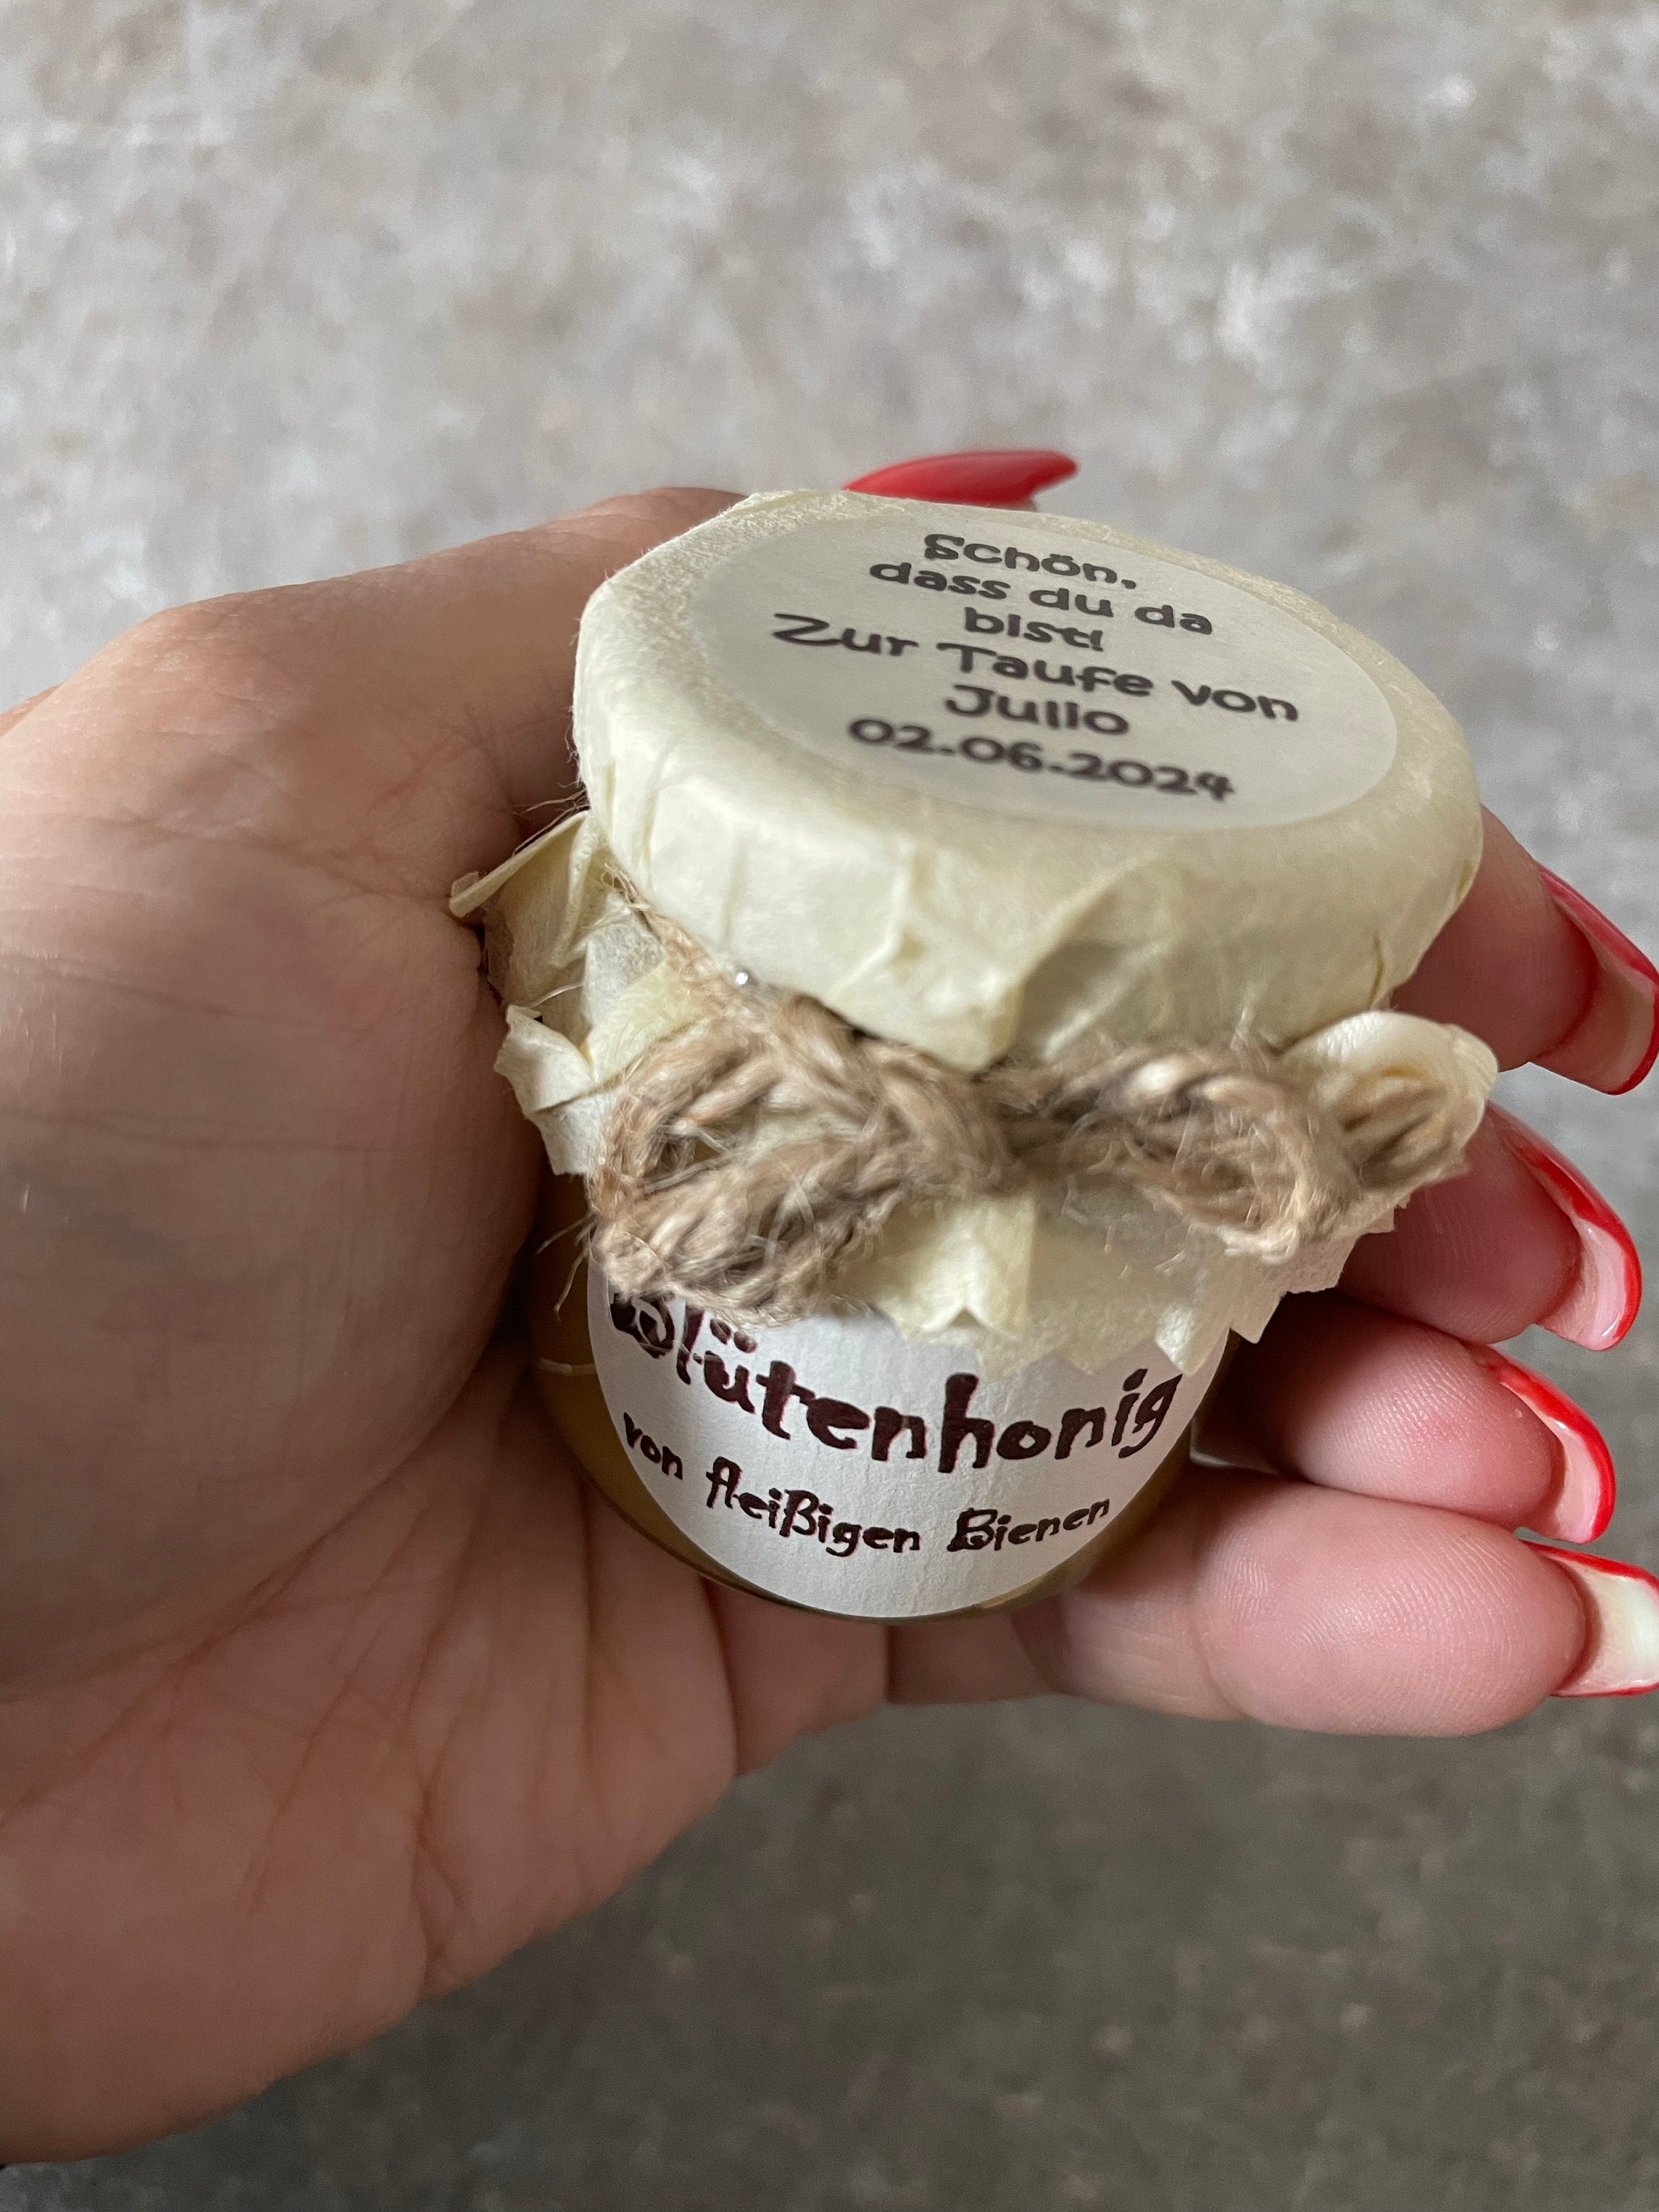 Schön,
dass du da
bist!
Zur Taufe von
Julio
02.06.2024
Blütenhonig
von fleißigen Bienen